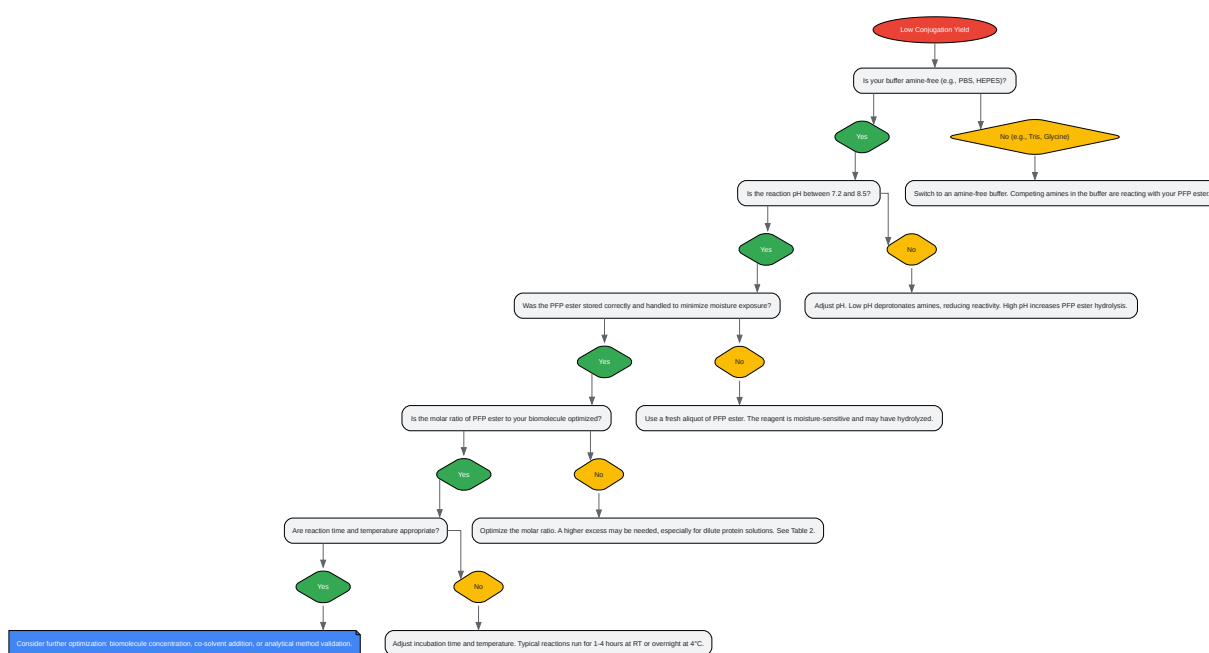 Low Conjugation Yield
Is your buffer amine-free (e.g., PBS, HEPES)?
Yes
No (e.g., Tris, Glycine)
Is the reaction pH between 7.2 and 8.5?
Switch to an amine-free buffer. Competing amines in the buffer are reacting with your PFP ester.
Yes
No
Was the PFP ester stored correctly and handled to minimize moisture exposure?
Adjust pH. Low pH deprotonates amines, reducing reactivity. High pH increases PFP ester hydrolysis.
Yes
No
Is the molar ratio of PFP ester to your biomolecule optimized?
Use a fresh aliquot of PFP ester. The reagent is moisture-sensitive and may have hydrolyzed.
Yes
No
Are reaction time and temperature appropriate?
Optimize the molar ratio. A higher excess may be needed, especially for dilute protein solutions. See Table 2.
Yes
No
Consider further optimization: biomolecule concentration, co-solvent addition, or analytical method validation.
Adjust incubation time and temperature. Typical reactions run for 1-4 hours at RT or overnight at 4°C.